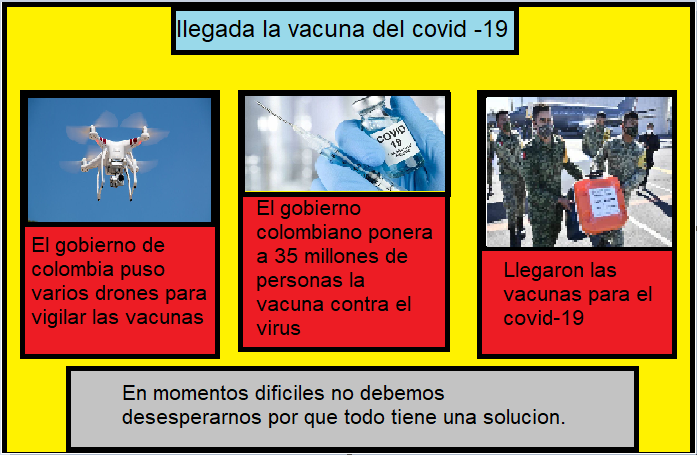 llegada la vacuna del covid -19
COVID
19
El gobierno de
colombia puso
varios drones para
vigilar las vacunas
El gobierno
colombiano ponera
a 35 millones de
personas la
vacuna contra el
virus
Llegaron las
vacunas para el
covid-19
En momentos dificiles no debemos
desesperarnos por que todo tiene una solucion.